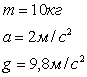 m = 10кг
a = 2м/с²
g = 9,8м/с²